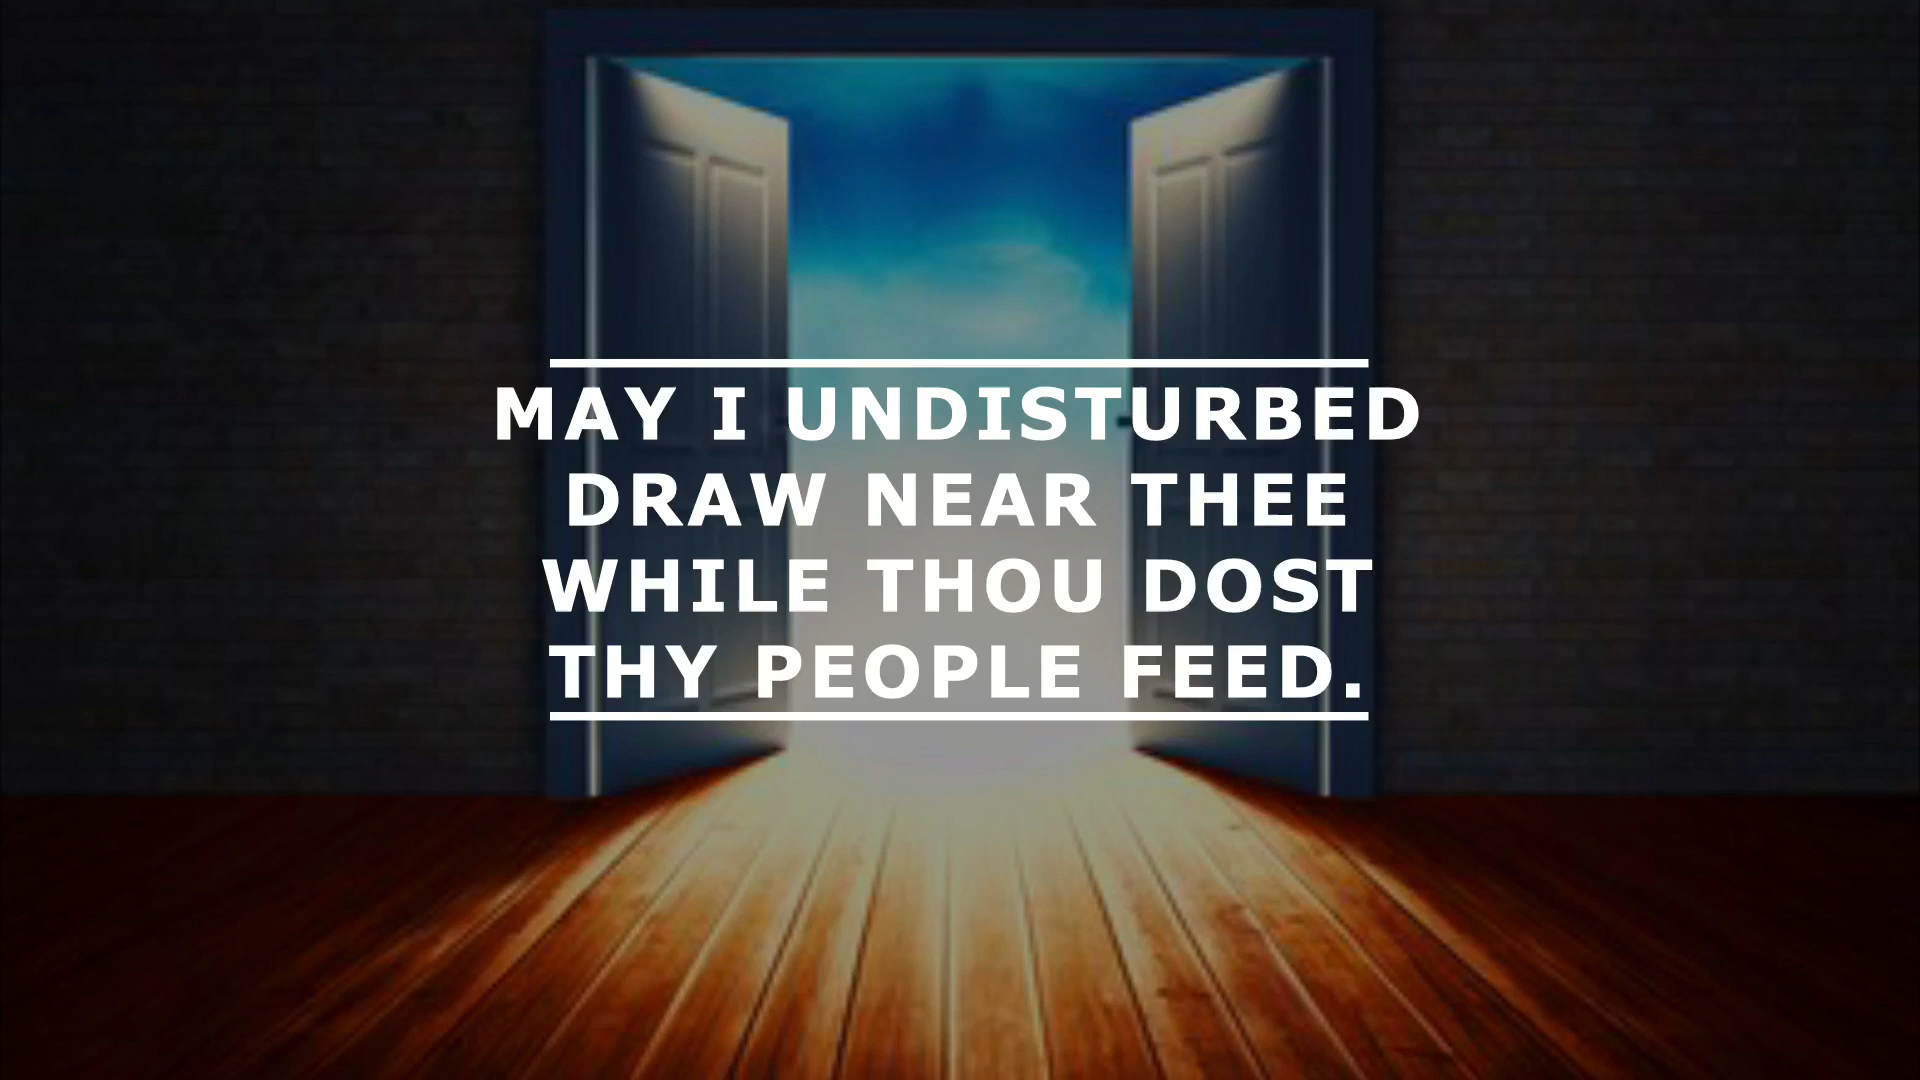 MAY I UNDISTURBED
DRAW NEAR THEE
WHILE THOU DOST
THY PEOPLE FEED.